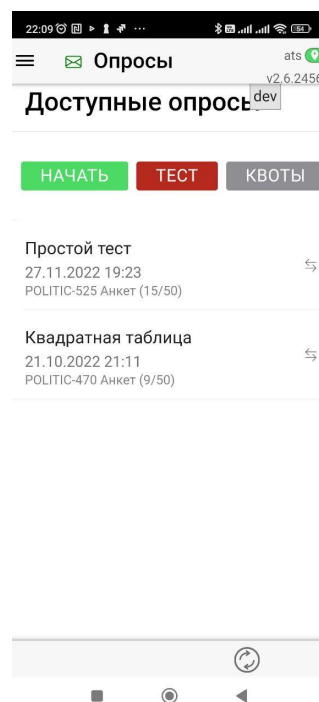 22:09
54
Опросы
ats
v2.6.2456
dev
Доступные опросы
НАЧАТЬ
ТЕСТ
КВОТЫ
Простой тест
27.11.2022 19:23
POLITIC-525 Анкет (15/50)
Квадратная таблица
21.10.2022 21:11
POLITIC-470 Анкет (9/50)